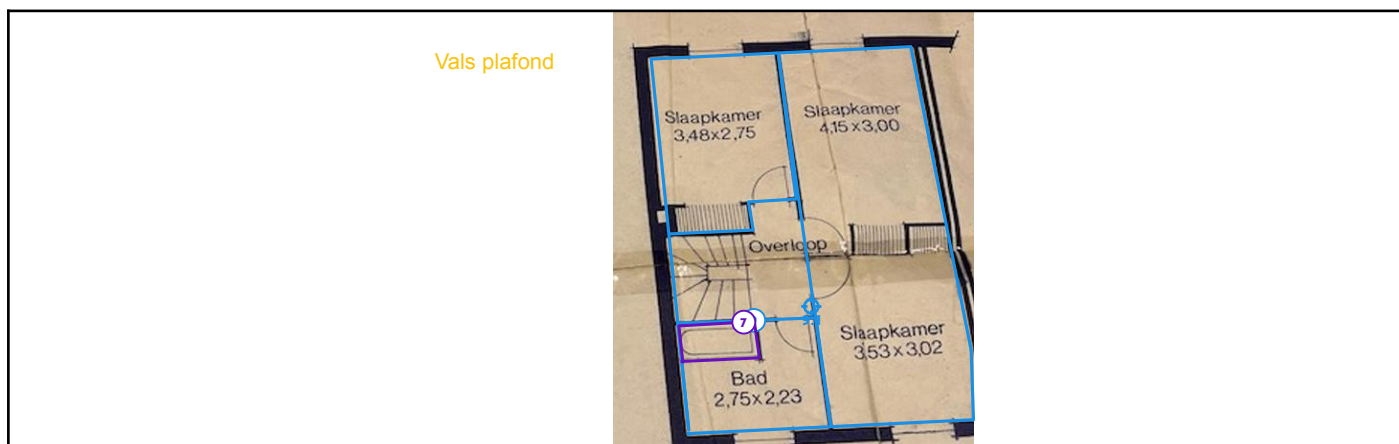 Vals plafond
Slaapkamer
3,48x2,75
Slaapkamer
4,15x3,00
Overloop
7
Slaapkamer
3,53x3,02
Bad
2,75x2,23